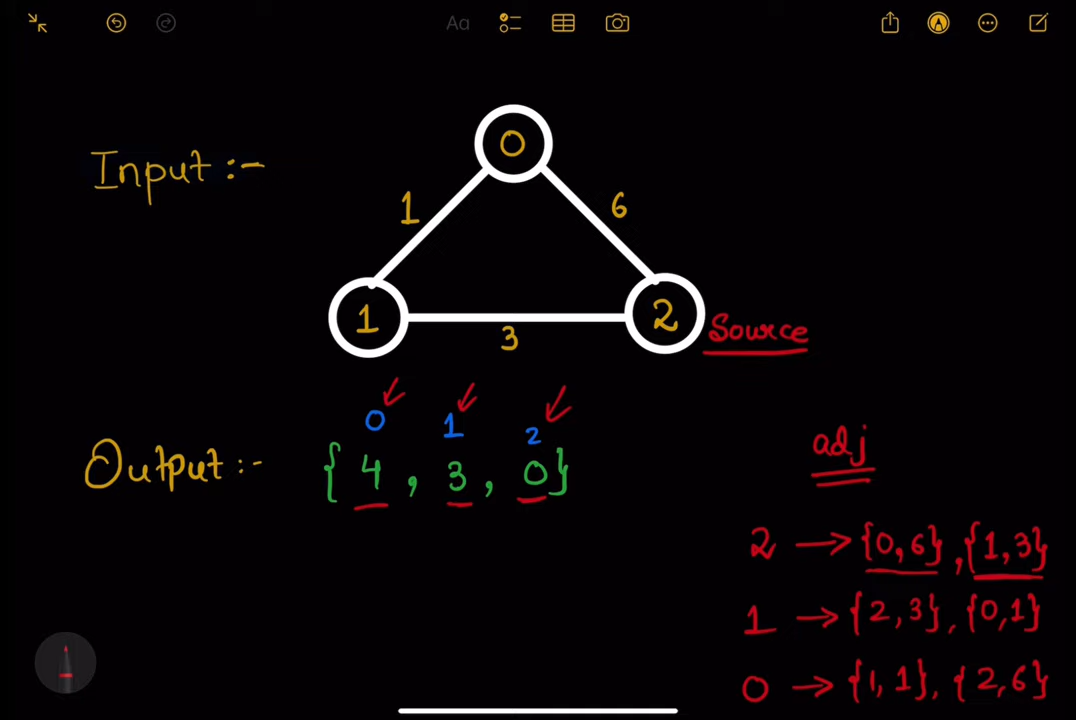 Aa
0
Input :-
1
6
1
2
Source
3
0 1 2
adj
Output :- { 4 , 3 , 0 }
2 → {0,6} , {1,3}
1 → {2,3}, {0,1}
0 → {1,1}, {2,6}